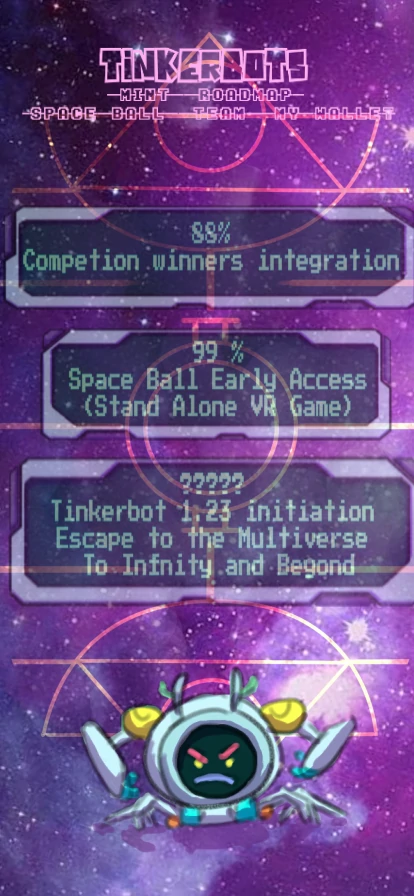 TiNKERBOTS
MINT ROADMAP
SPACE BALL TEAM MY WALLET
88%
Competion winners integration
99 %
Space Ball Early Access
(Stand Alone VR Game)
?????
Tinkerbot 1,23 initiation
Escape to the Multiverse
To Infnity and Begond